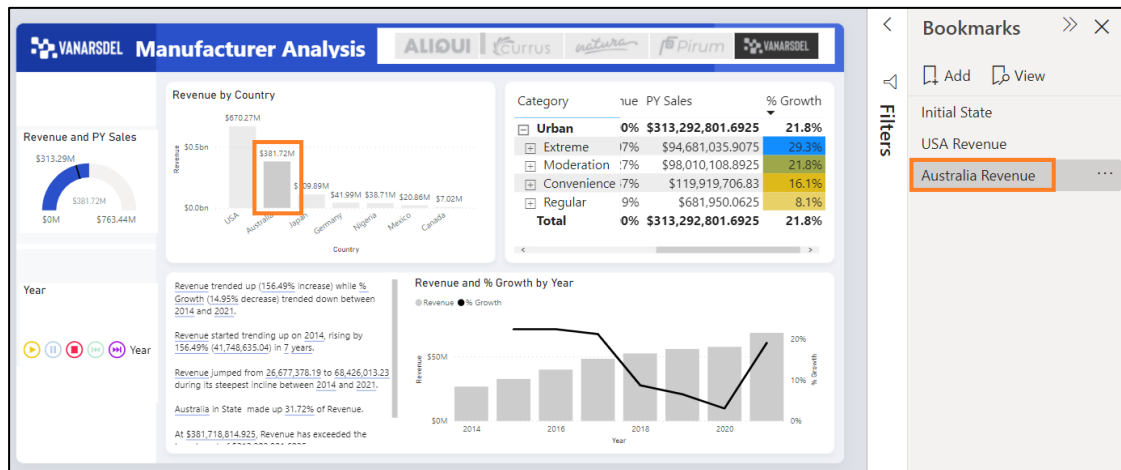 VANARSDEL Manufacturer Analysis
ALIQUI Currus natura Pirum VANARSDEL
Revenue and PY Sales
$313.29M
$381.72M
$0M $763.44M
Year
Year
Revenue by Country
$670.27M
$381.72M
09.89M
$41.99M $38.71M $20.86M $7.02M
$0.5bn
$0.0bn
Revenue
USA Australia Japan Germany Nigeria Mexico Canada
Country
Category nue PY Sales % Growth
Urban 0% $313,292,801.6925 21.8%
Extreme 7% $94,681,035.9075 29.3%
Moderation 7% $98,010,108.8925 21.8%
Convenience 7% $119,919,706.83 16.1%
Regular 9% $681,950.0625 8.1%
Total 0% $313,292,801.6925 21.8%
Revenue trended up (156.49% increase) while %
Growth (14.95% decrease) trended down between
2014 and 2021.
Revenue started trending up on 2014, rising by
156.49% (41,748,635.04) in 7 years.
Revenue jumped from 26,677,378.19 to 68,426,013.23
during its steepest incline between 2014 and 2021.
Australia in State made up 31.72% of Revenue.
At $381,718,814.925, Revenue has exceeded the
Revenue and % Growth by Year
Revenue % Growth
$50M
$0M
Revenue
20%
10%
0%
% Growth
2014 2016 2018 2020
Year
Filters
Bookmarks
Add View
Initial State
USA Revenue
Australia Revenue ...